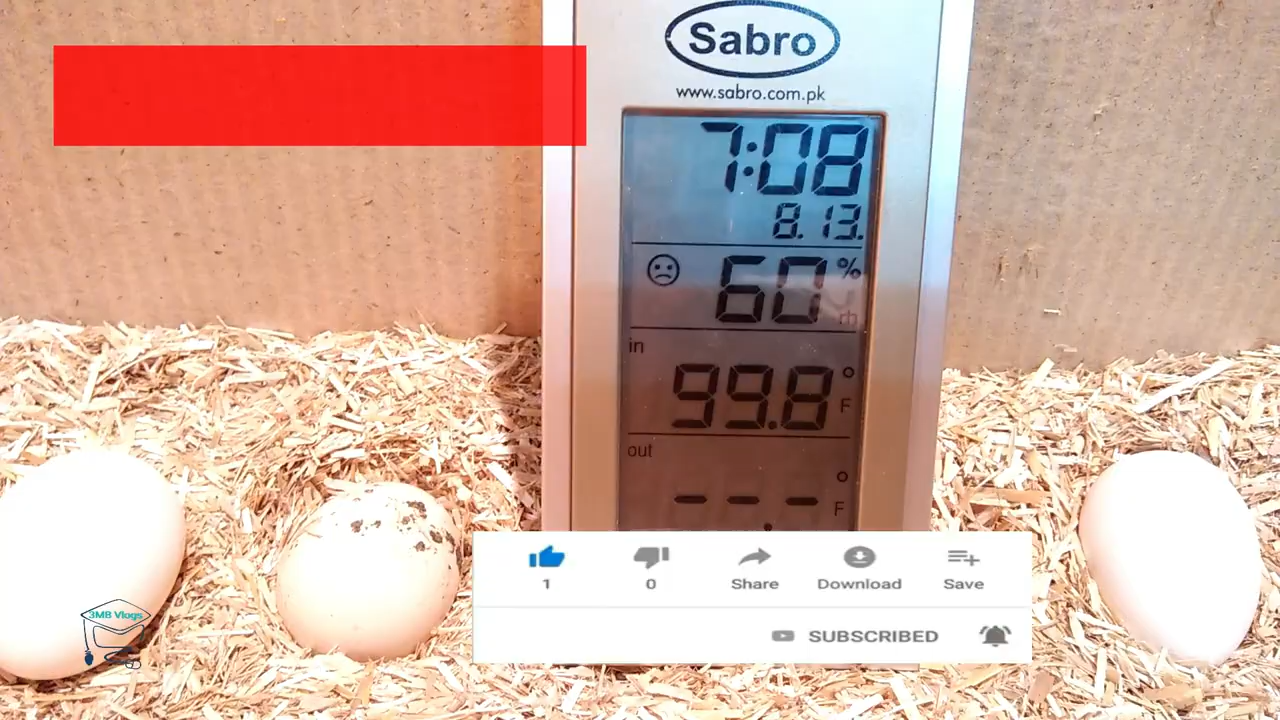 Sabro
www.sabro.com.pk
7:08
8.13.
60 %
rh
in
99.8 °F
out
---.- °F
1 0 Share Download Save
SUBSCRIBED
3MB Vlogs